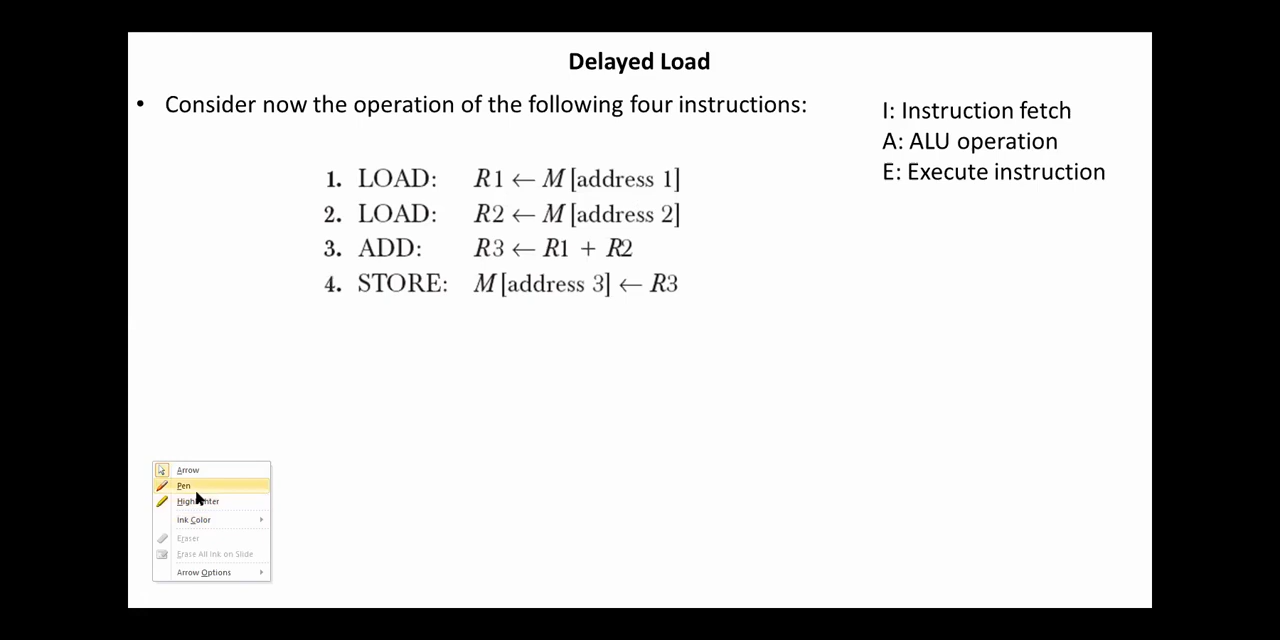 Delayed Load
• Consider now the operation of the following four instructions:
I: Instruction fetch
A: ALU operation
E: Execute instruction
1. LOAD: R1 ← M [address 1]
2. LOAD: R2 ← M [address 2]
3. ADD: R3 ← R1 + R2
4. STORE: M [address 3] ← R3
Arrow
Pen
Highlighter
Ink Color
Eraser
Erase All Ink on Slide
Arrow Options